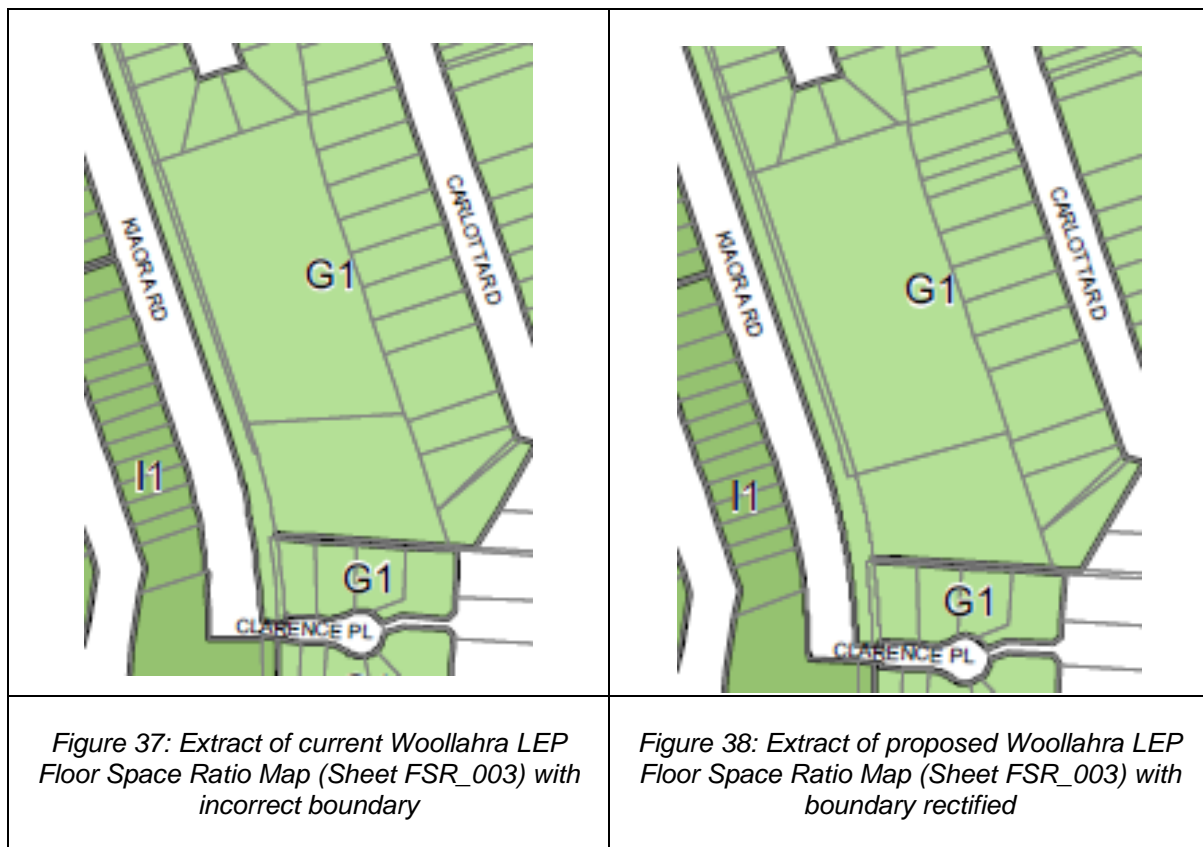 KIAORA RD
CARLOTTA RD
G1
I1
G1
CLARENCE PL
KIAORA RD
CARLOTTA RD
G1
I1
G1
CLARENCE PL
Figure 37: Extract of current Woollahra LEP
Floor Space Ratio Map (Sheet FSR_003) with
incorrect boundary
Figure 38: Extract of proposed Woollahra LEP
Floor Space Ratio Map (Sheet FSR_003) with
boundary rectified